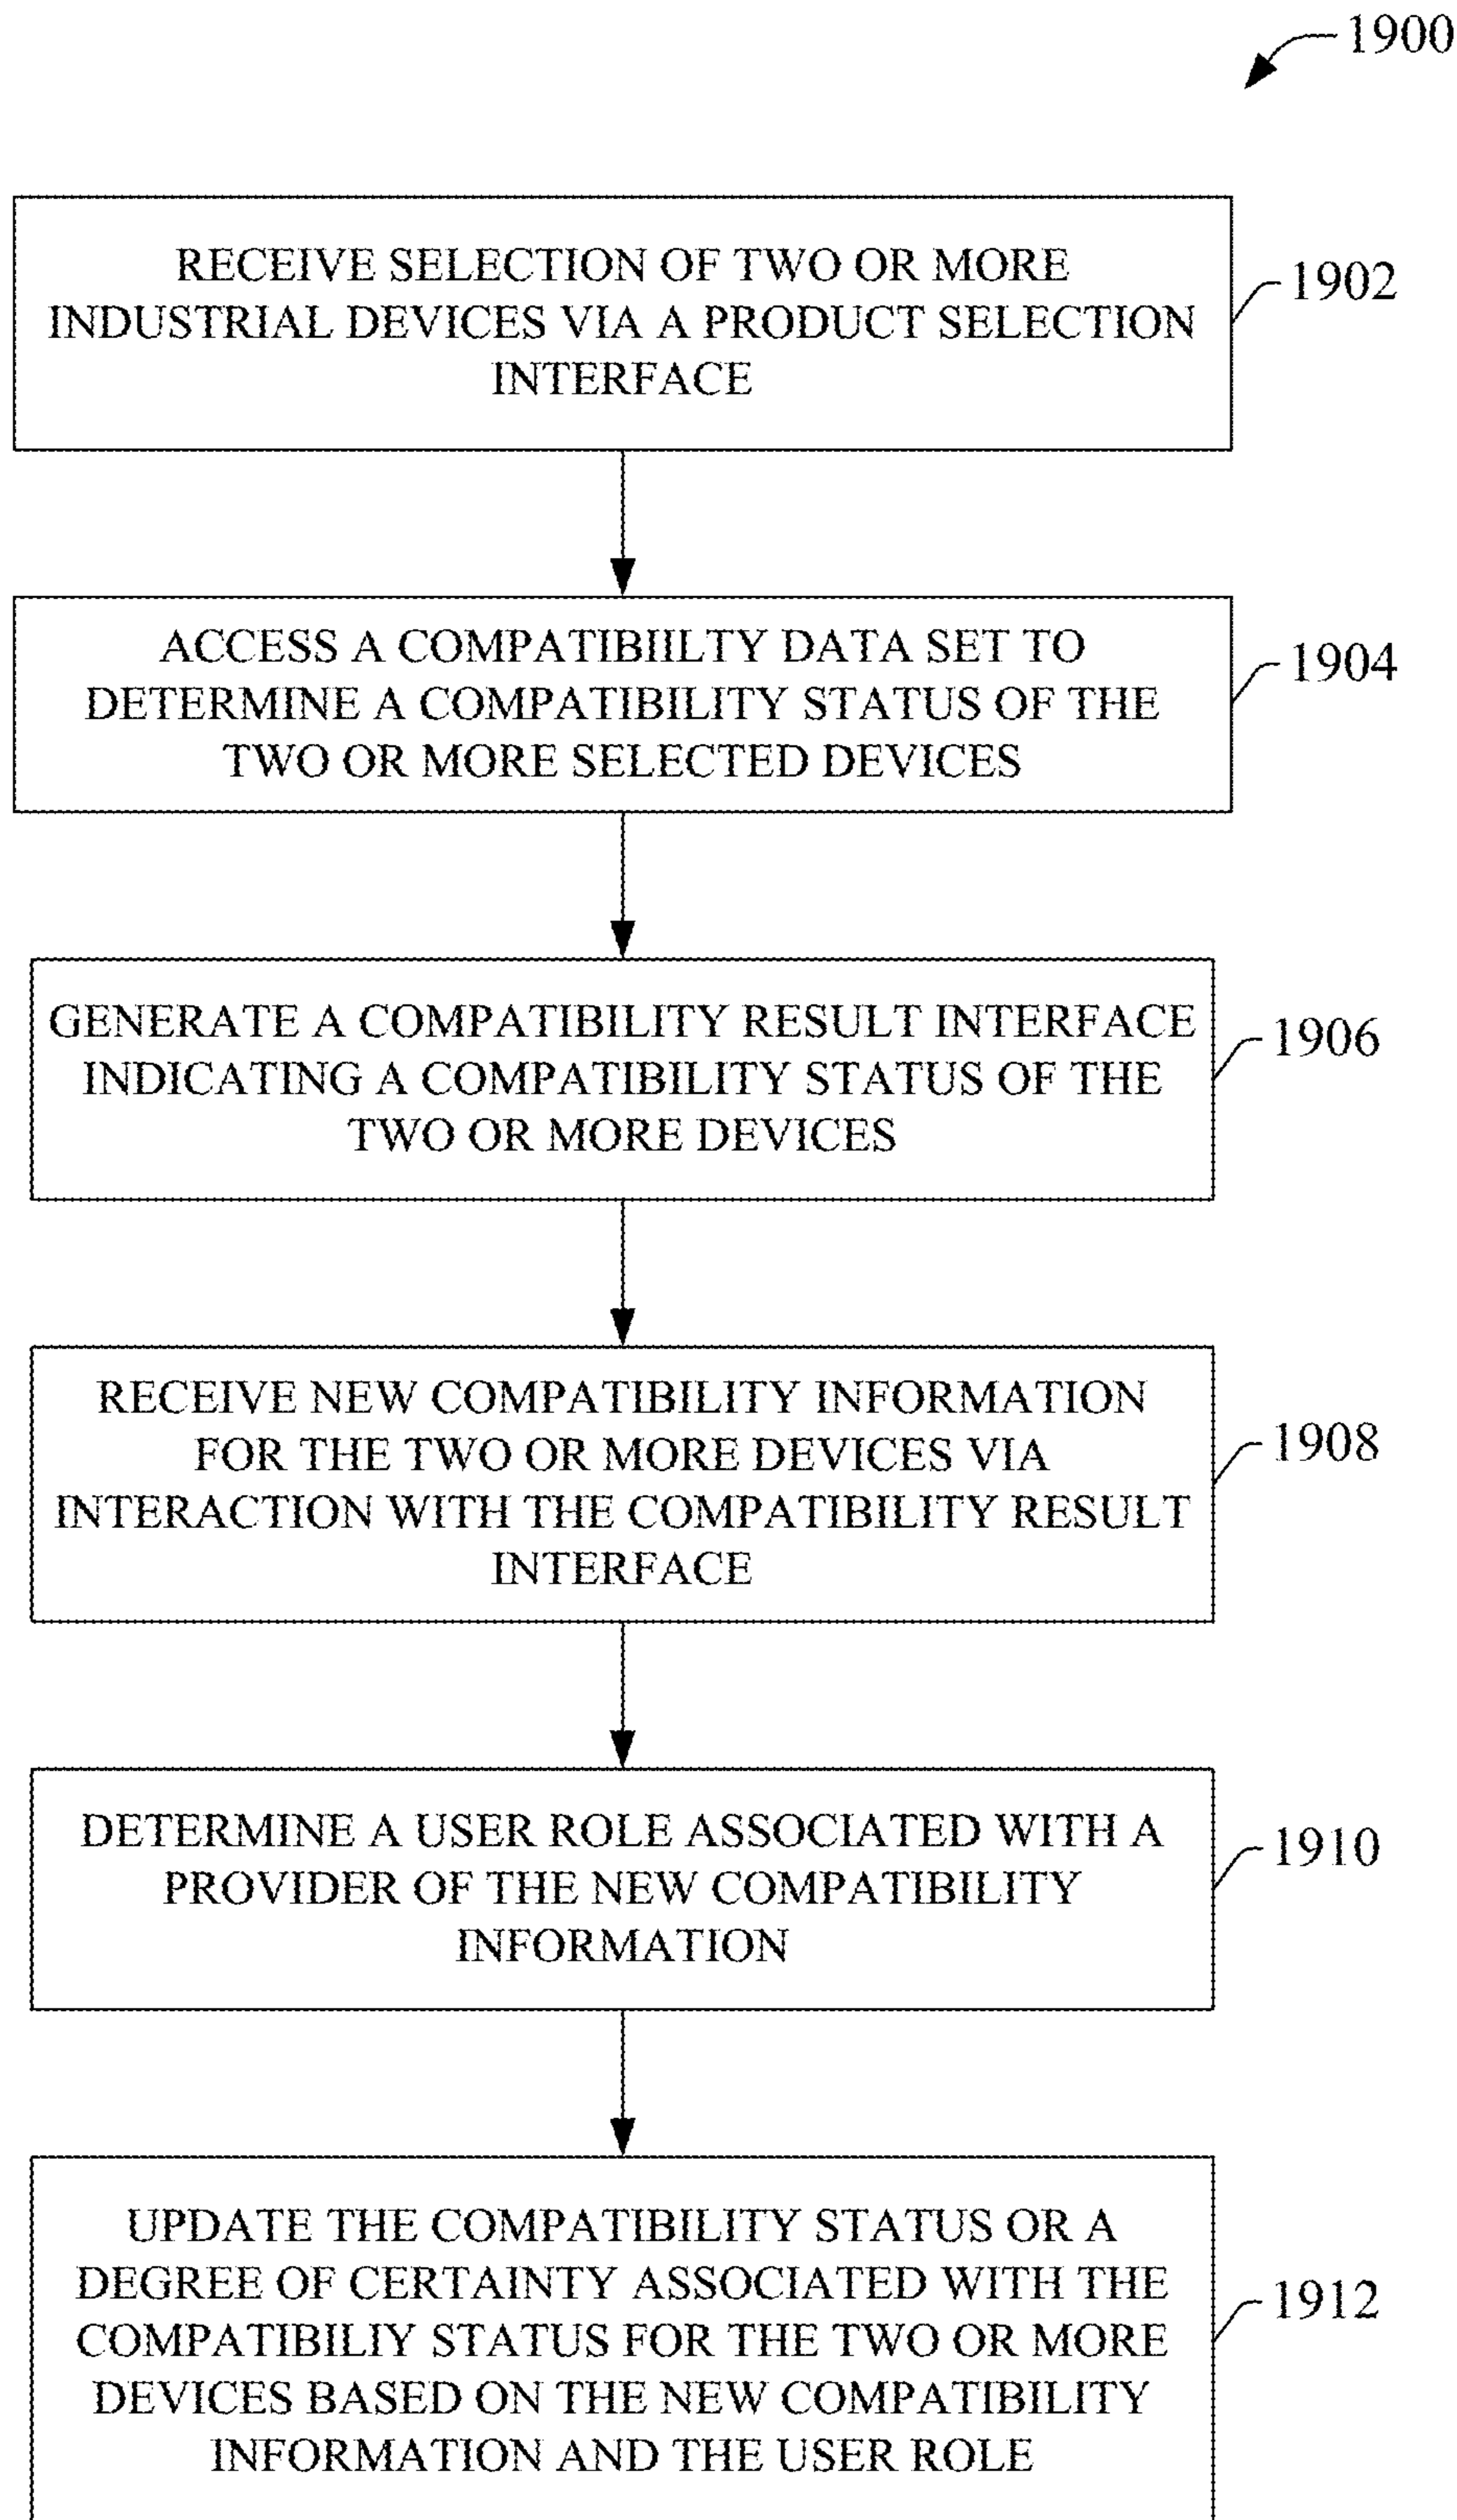 1900
RECEIVE SELECTION OF TWO OR MORE
INDUSTRIAL DEVICES VIA A PRODUCT SELECTION
INTERFACE
1902
ACCESS A COMPATIBIILTY DATA SET TO
DETERMINE A COMPATIBILITY STATUS OF THE
TWO OR MORE SELECTED DEVICES
1904
GENERATE A COMPATIBILITY RESULT INTERFACE
INDICATING A COMPATIBILITY STATUS OF THE
TWO OR MORE DEVICES
1906
RECEIVE NEW COMPATIBILITY INFORMATION
FOR THE TWO OR MORE DEVICES VIA
INTERACTION WITH THE COMPATIBILITY RESULT
INTERFACE
1908
DETERMINE A USER ROLE ASSOCIATED WITH A
PROVIDER OF THE NEW COMPATIBILITY
INFORMATION
1910
UPDATE THE COMPATIBILITY STATUS OR A
DEGREE OF CERTAINTY ASSOCIATED WITH THE
COMPATIBILIY STATUS FOR THE TWO OR MORE
DEVICES BASED ON THE NEW COMPATIBILITY
INFORMATION AND THE USER ROLE
1912